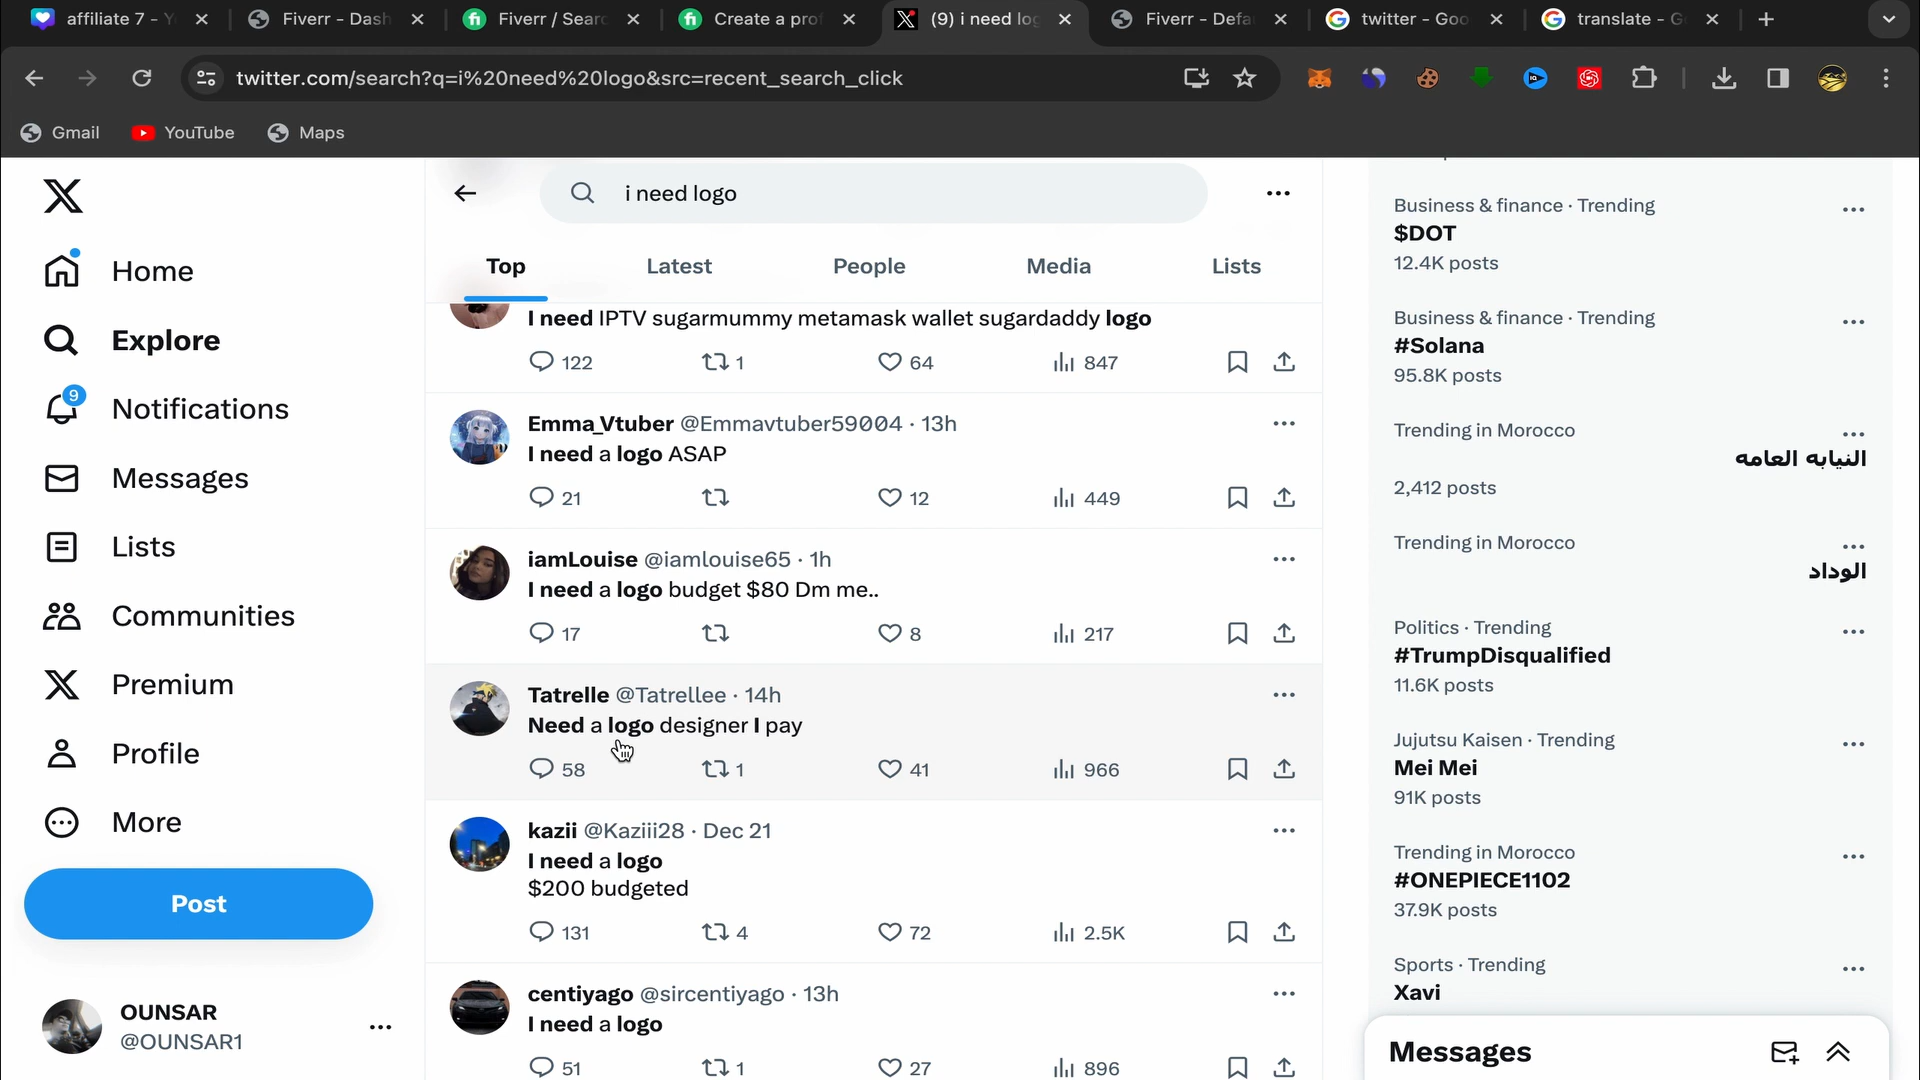 affiliate 7 - Y
Fiverr - Dash
Fiverr / Searc
Create a prof
(9) i need log
Fiverr - Defa
twitter - Goo
translate - G
twitter.com/search?q=i%20need%20logo&src=recent_search_click
Gmail
YouTube
Maps
i need logo
Top
Latest
People
Media
Lists
Home
Explore
9
Notifications
Messages
Lists
Communities
Premium
Profile
More
Post
OUNSAR
@OUNSAR1
I need IPTV sugarmummy metamask wallet sugardaddy logo
122 1 64 847
Emma_Vtuber @Emmavtuber59004 · 13h
I need a logo ASAP
21 12 449
iamLouise @iamlouise65 · 1h
I need a logo budget $80 Dm me..
17 8 217
Tatrelle @Tatrellee · 14h
Need a logo designer I pay
58 1 41 966
kazii @Kaziii28 · Dec 21
I need a logo
$200 budgeted
131 4 72 2.5K
centiyago @sircentiyago · 13h
I need a logo
51 1 27 896
Business & finance · Trending
$DOT
12.4K posts
Business & finance · Trending
#Solana
95.8K posts
Trending in Morocco
النيابه العامه
2,412 posts
Trending in Morocco
الوداد
Politics · Trending
#TrumpDisqualified
11.6K posts
Jujutsu Kaisen · Trending
Mei Mei
91K posts
Trending in Morocco
#ONEPIECE1102
37.9K posts
Sports · Trending
Xavi
Messages